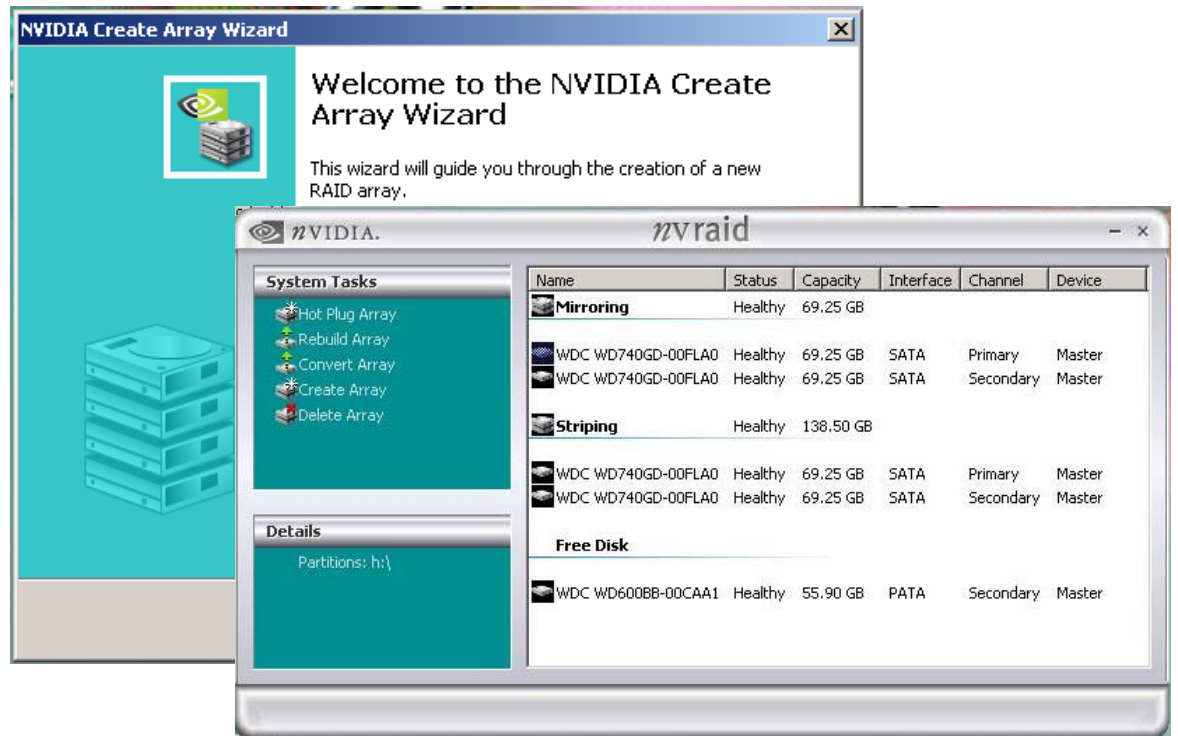 NVIDIA Create Array Wizard
Welcome to the NVIDIA Create
Array Wizard
This wizard will guide you through the creation of a new
RAID array.
nVIDIA.
nvraid
System Tasks
Hot Plug Array
Rebuild Array
Convert Array
Create Array
Delete Array
Details
Partitions: h:\
Name Status Capacity Interface Channel Device
Mirroring Healthy 69.25 GB
WDC WD740GD-00FLA0 Healthy 69.25 GB SATA Primary Master
WDC WD740GD-00FLA0 Healthy 69.25 GB SATA Secondary Master
Striping Healthy 138.50 GB
WDC WD740GD-00FLA0 Healthy 69.25 GB SATA Primary Master
WDC WD740GD-00FLA0 Healthy 69.25 GB SATA Secondary Master
Free Disk
WDC WD600BB-00CAA1 Healthy 55.90 GB PATA Secondary Master